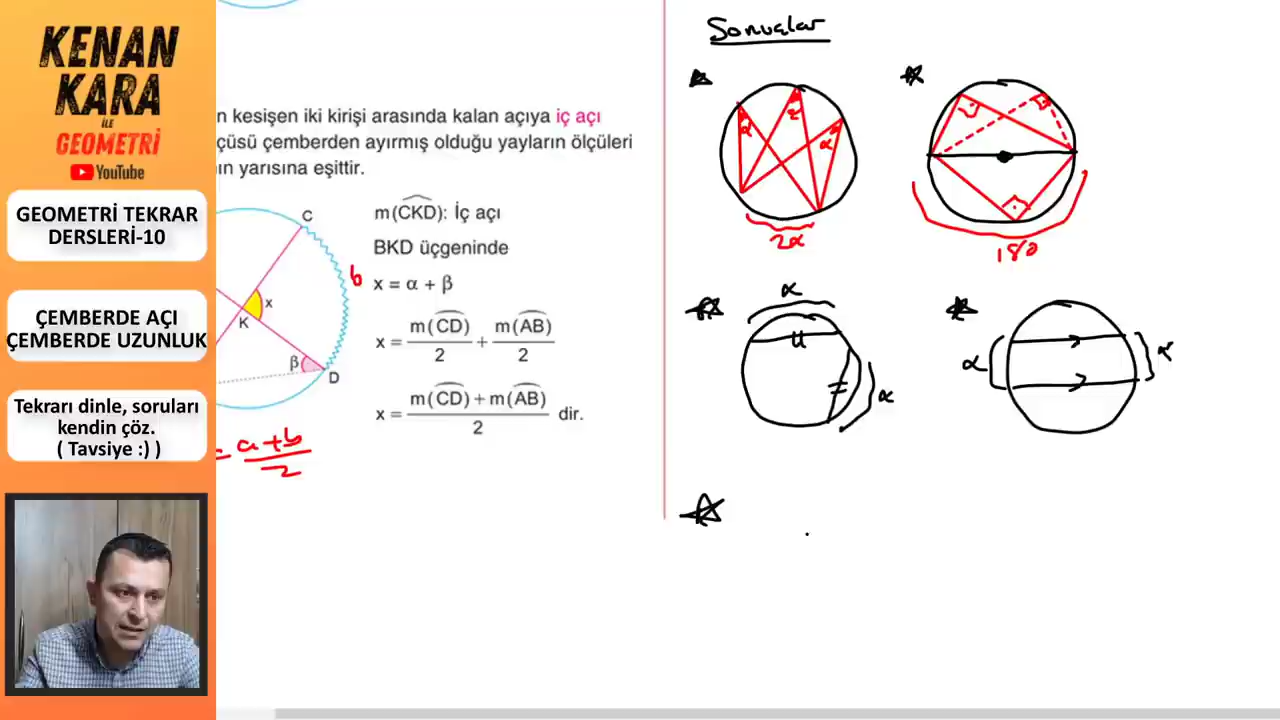 KENAN
KARA
İLE
GEOMETRİ
YouTube
GEOMETRİ TEKRAR
DERSLERİ-10
ÇEMBERDE AÇI
ÇEMBERDE UZUNLUK
Tekrarı dinle, soruları
kendin çöz.
( Tavsiye :) )
n kesişen iki kirişi arasında kalan açıya iç açı
çüsü çemberden ayırmış olduğu yayların ölçüleri
ın yarısına eşittir.
C
b
x
K
β
D
m(CKD): İç açı
BKD üçgeninde
x = α + β
x = m(CD)/2 + m(AB)/2
x = m(CD) + m(AB)/2 dir.
= a+b/2
Sonuçlar
α α α
2α
180
α
α
α α